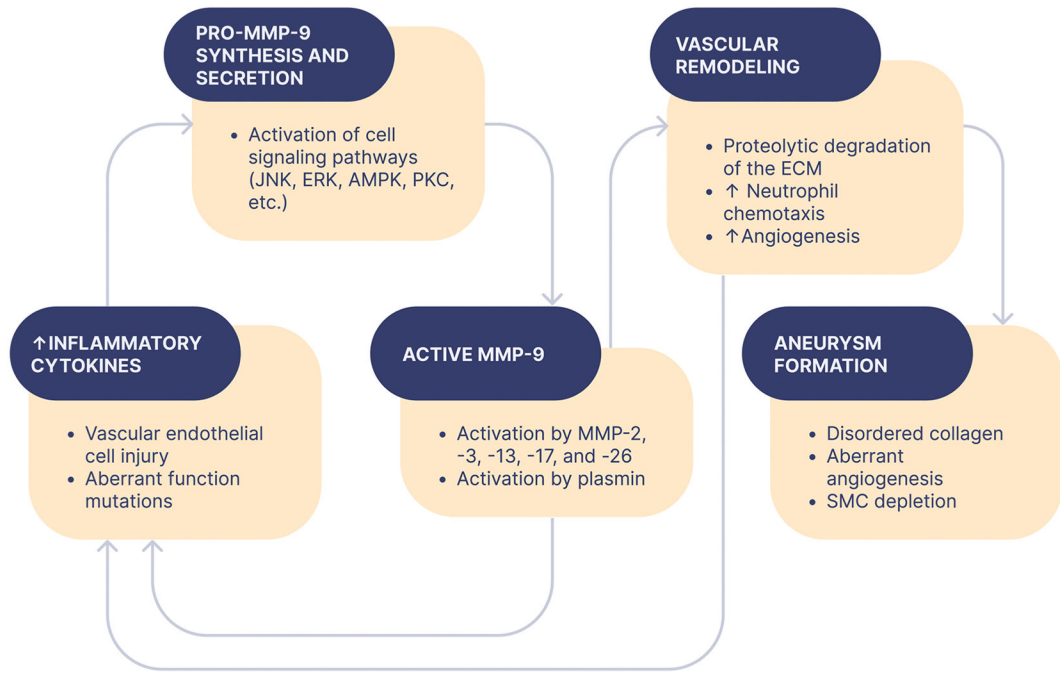 PRO-MMP-9
SYNTHESIS AND
SECRETION
• Activation of cell
signaling pathways
(JNK, ERK, AMPK, PKC,
etc.)
VASCULAR
REMODELING
• Proteolytic degradation
of the ECM
• ↑ Neutrophil
chemotaxis
• ↑Angiogenesis
↑INFLAMMATORY
CYTOKINES
• Vascular endothelial
cell injury
• Aberrant function
mutations
ACTIVE MMP-9
• Activation by MMP-2,
-3, -13, -17, and -26
• Activation by plasmin
ANEURYSM
FORMATION
• Disordered collagen
• Aberrant
angiogenesis
• SMC depletion